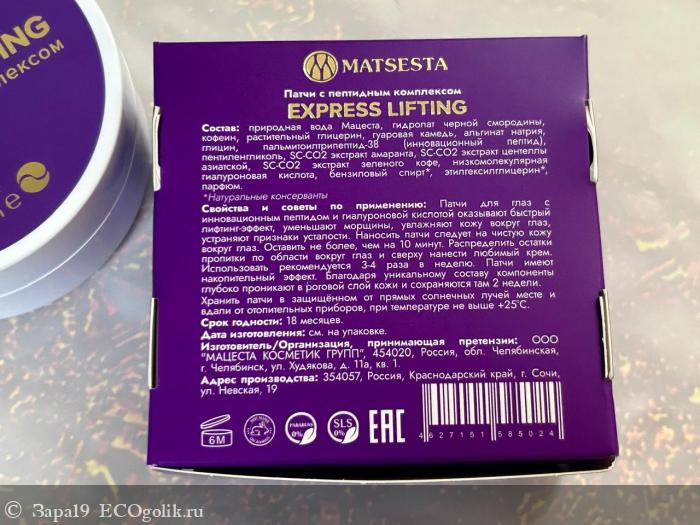 ING
лексом
e
MATSESTA
Патчи с пептидным комплексом
EXPRESS LIFTING
Состав: природная вода Мацеста, гидролат черной смородины,
кофеин, растительный глицерин, гуаровая камедь, альгинат натрия,
глицин, пальмитоилтрипептид-38 (инновационный пептид),
пентиленгликоль, SC-CO2 экстракт амаранта, SC-CO2 экстракт центеллы
азиатской, SC-CO2 экстракт зеленого кофе, низкомолекулярная
гиалуроновая кислота, бензиловый спирт*, этилгексилглицерин*,
парфюм.
*Натуральные консерванты
Свойства и советы по применению: Патчи для глаз с
инновационным пептидом и гиалуроновой кислотой оказывают быстрый
лифтинг-эффект, уменьшают морщины, увлажняют кожу вокруг глаз,
устраняют признаки усталости. Наносить патчи следует на чистую кожу
вокруг глаз. Оставить не более, чем на 10 минут. Распределить остатки
пропитки по области вокруг глаз и сверху нанести любимый крем.
Использовать рекомендуется 3-4 раза в неделю. Патчи имеют
накопительный эффект. Благодаря уникальному составу компоненты
глубоко проникают в роговой слой кожи и сохраняются там 2 недели.
Хранить патчи в защищённом от прямых солнечных лучей месте и
вдали от отопительных приборов, при температуре не выше +25°С.
Срок годности: 18 месяцев.
Дата изготовления: см. на упаковке.
Изготовитель/Организация, принимающая претензии: ООО
"МАЦЕСТА КОСМЕТИК ГРУПП", 454020, Россия, обл. Челябинская,
г. Челябинск, ул. Худякова, д. 11а, кв. 1.
Адрес производства: 354057, Россия, Краснодарский край, г. Сочи,
ул. Невская, 19
6M
PARABENS
0%
SLS
0%
EAC
4 627151 585024
© Зара19 ECOgolik.ru